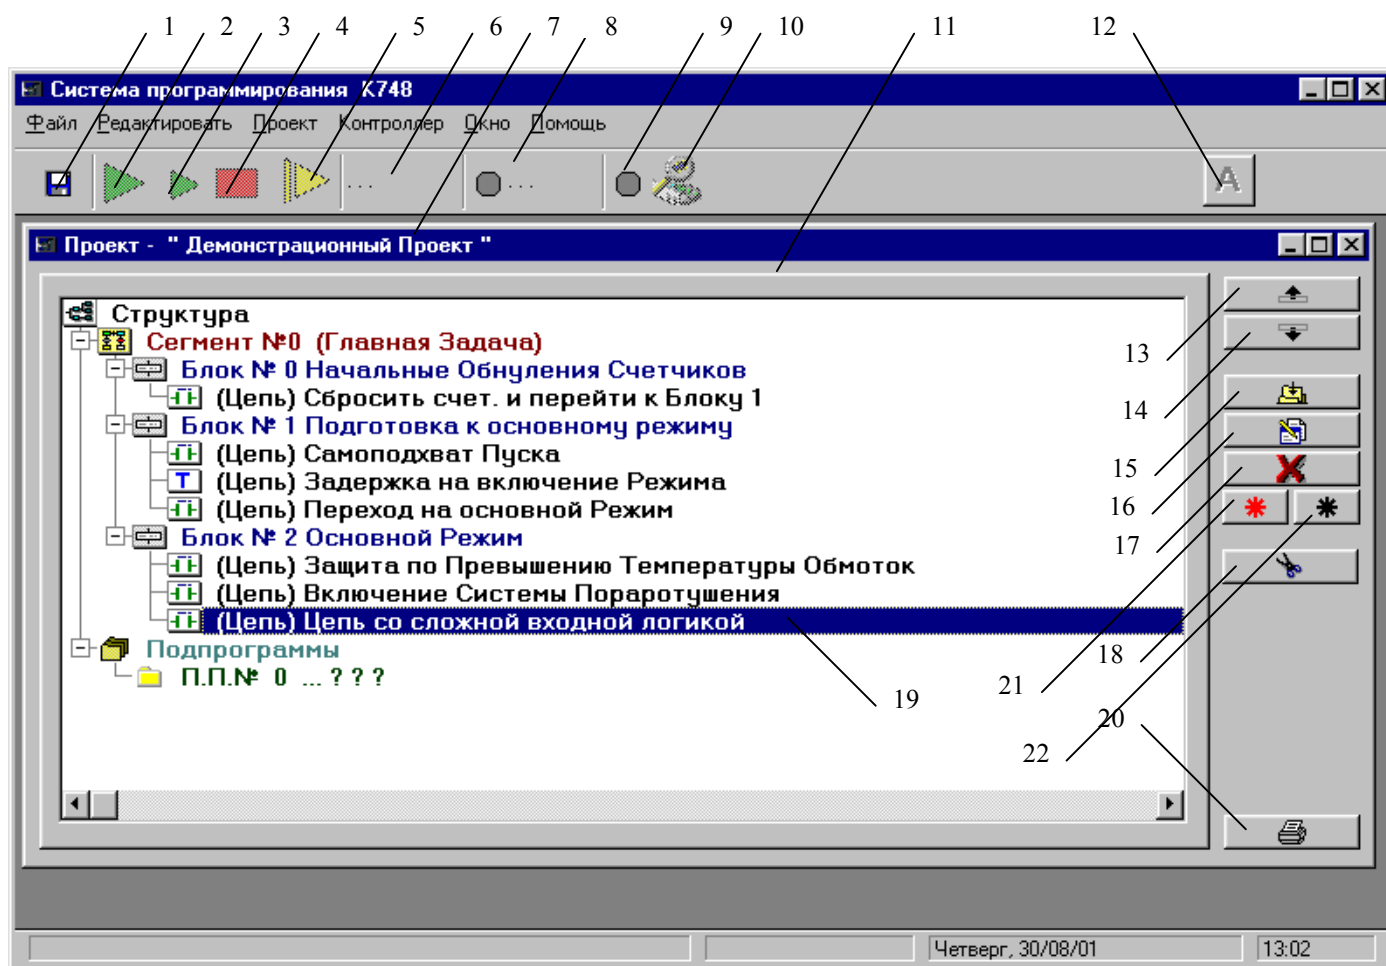 1 2 3 4 5 6 7 8 9 10 11 12
Система программирования К748
Файл Редактировать Проект Контроллер Окно Помощь
... ... A
Проект - " Демонстрационный Проект "
Структура
Сегмент №0 (Главная Задача)
Блок № 0 Начальные Обнуления Счетчиков
(Цепь) Сбросить счет. и перейти к Блоку 1
Блок № 1 Подготовка к основному режиму
(Цепь) Самоподхват Пуска
T (Цепь) Задержка на включение Режима
(Цепь) Переход на основной Режим
Блок № 2 Основной Режим
(Цепь) Защита по Превышению Температуры Обмоток
(Цепь) Включение Системы Пораротушения
(Цепь) Цепь со сложной входной логикой
Подпрограммы
П.П.№ 0 ... ? ? ?
13
14
15
16
17
18
21
19
20
22
Четверг, 30/08/01 13:02